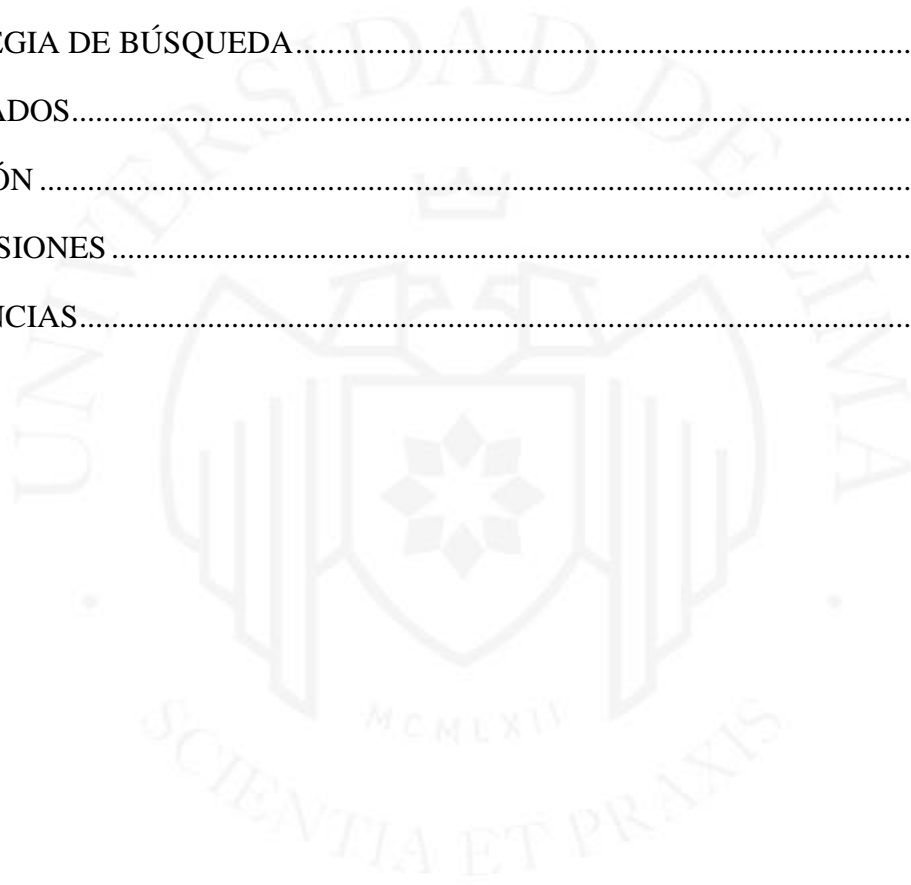 EGIA DE BÚSQUEDA..........................................................................................
ADOS..........................................................................................................................
ÓN ..............................................................................................................................
SIONES ......................................................................................................................
NCIAS........................................................................................................................
UNIVERSIDAD DE LIMA
MCMLXII
SCIENTIA ET PRAXIS